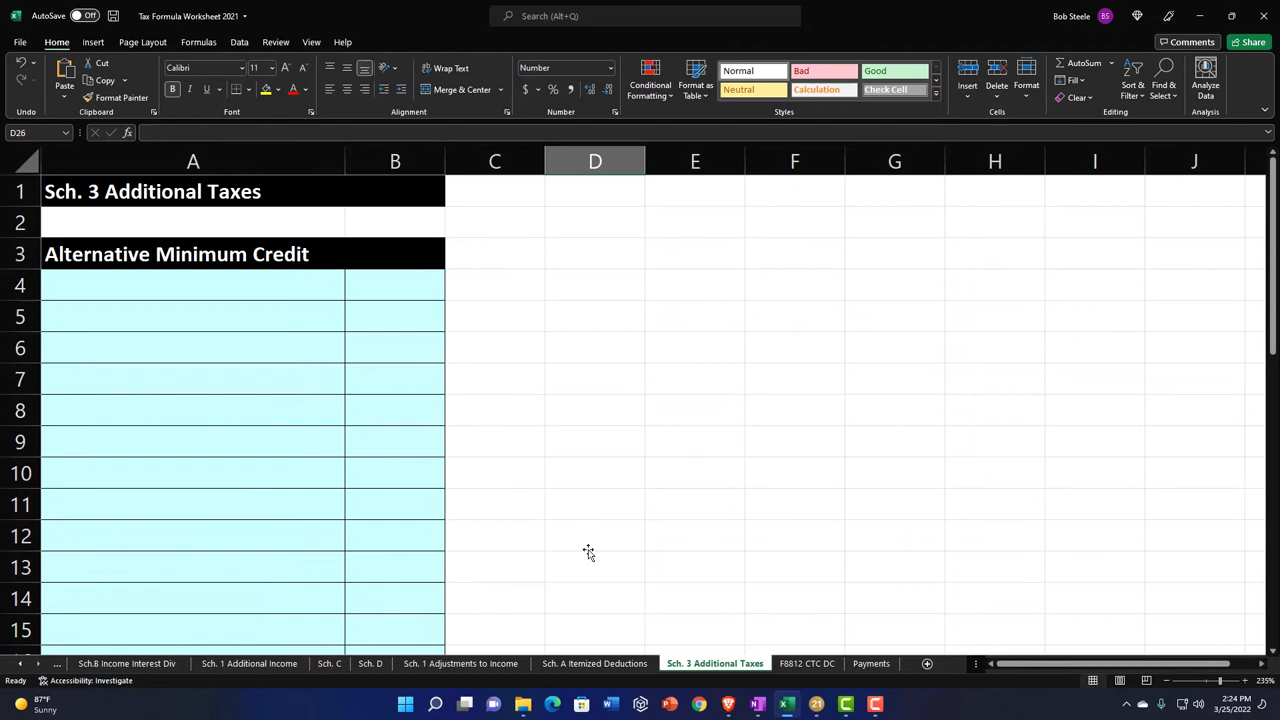 AutoSave Off Tax Formula Worksheet 2021 Search (Alt+Q) Bob Steele BS
File Home Insert Page Layout Formulas Data Review View Help Comments Share
Cut
Copy
Format Painter
Paste
Calibri 11
B I U
Wrap Text
Merge & Center
Number
$ % ,
Conditional
Formatting
Format as
Table
Normal Bad Good
Neutral Calculation Check Cell
Insert Delete Format
AutoSum
Fill
Clear
Sort &
Filter
Find &
Select
Analyze
Data
Undo Clipboard Font Alignment Number Styles Cells Editing Analysis
D26 fx
A B C D E F G H I J
1 Sch. 3 Additional Taxes
2
3 Alternative Minimum Credit
4
5
6
7
8
9
10
11
12
13
14
15
... Sch.B Income Interest Div Sch. 1 Additional Income Sch. C Sch. D Sch. 1 Adjustments to Income Sch. A Itemized Deductions Sch. 3 Additional Taxes F8812 CTC DC Payments
Ready Accessibility: Investigate 235%
87°F
Sunny
21
2:24 PM
3/25/2022